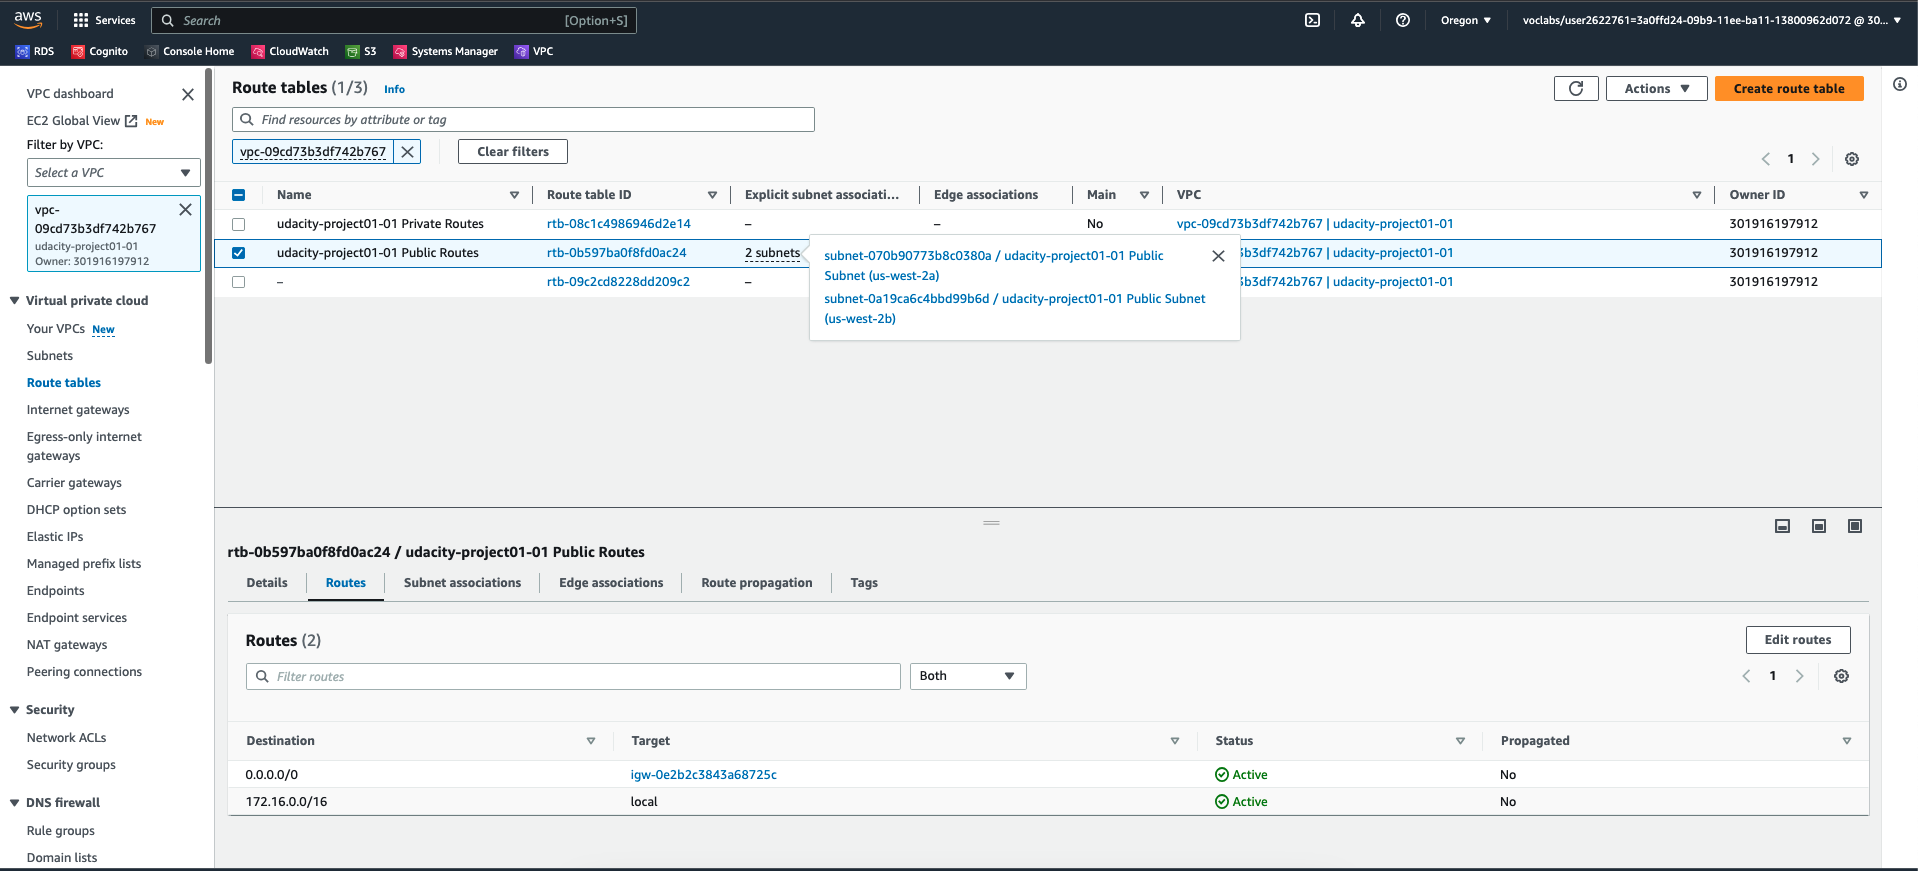 aws
Services
Search
[Option+S]
Oregon
voclabs/user2622761=3a0ffd24-09b9-11ee-ba11-13800962d072 @ 30...
RDS
Cognito
Console Home
CloudWatch
S3
Systems Manager
VPC
VPC dashboard
EC2 Global View
New
Filter by VPC:
Select a VPC
vpc-
09cd73b3df742b767
udacity-project01-01
Owner: 301916197912
Virtual private cloud
Your VPCs New
Subnets
Route tables
Internet gateways
Egress-only internet
gateways
Carrier gateways
DHCP option sets
Elastic IPs
Managed prefix lists
Endpoints
Endpoint services
NAT gateways
Peering connections
Security
Network ACLs
Security groups
DNS firewall
Rule groups
Domain lists
Route tables (1/3) Info
Actions
Create route table
Find resources by attribute or tag
vpc-09cd73b3df742b767
Clear filters
1
Name Route table ID Explicit subnet associati... Edge associations Main VPC Owner ID
udacity-project01-01 Private Routes rtb-08c1c4986946d2e14 – – No vpc-09cd73b3df742b767 | udacity-project01-01 301916197912
udacity-project01-01 Public Routes rtb-0b597ba0f8fd0ac24 2 subnets 3df742b767 | udacity-project01-01 301916197912
– rtb-09c2cd8228dd209c2 – 3df742b767 | udacity-project01-01 301916197912
subnet-070b90773b8c0380a / udacity-project01-01 Public
Subnet (us-west-2a)
subnet-0a19ca6c4bbd99b6d / udacity-project01-01 Public Subnet
(us-west-2b)
rtb-0b597ba0f8fd0ac24 / udacity-project01-01 Public Routes
Details Routes Subnet associations Edge associations Route propagation Tags
Routes (2)
Edit routes
Filter routes
Both
1
Destination Target Status Propagated
0.0.0.0/0 igw-0e2b2c3843a68725c Active No
172.16.0.0/16 local Active No